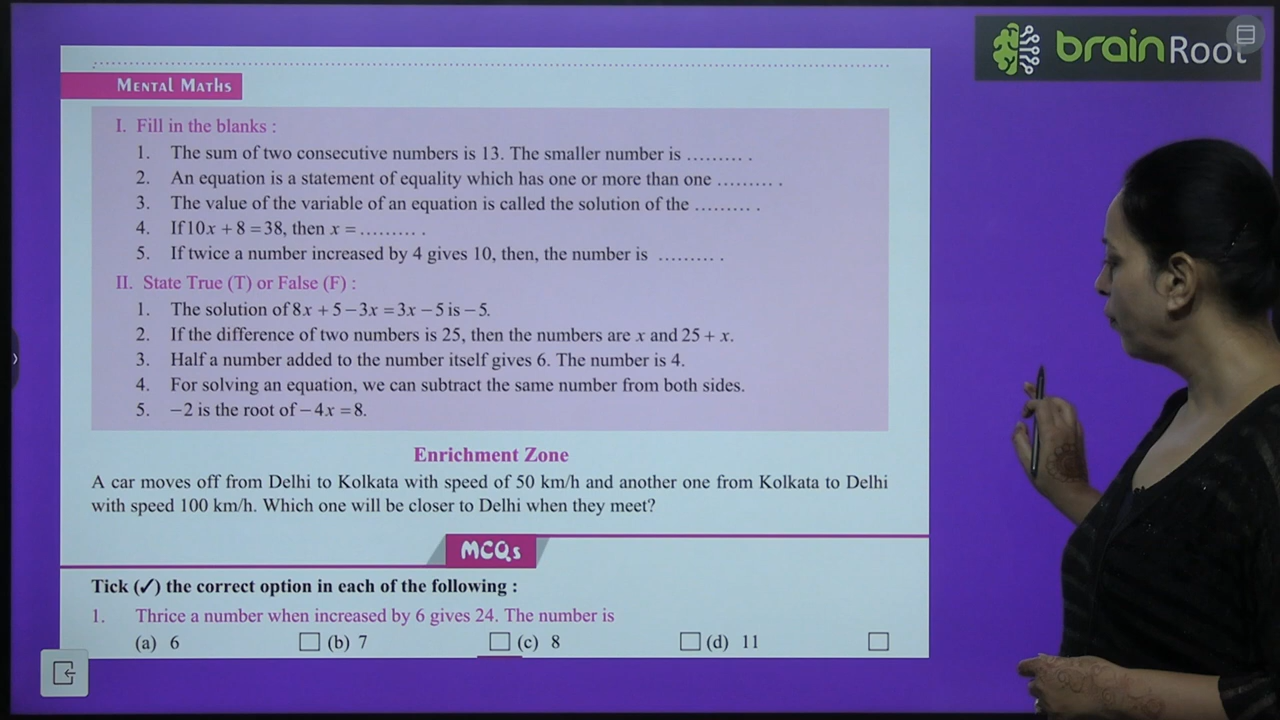 brainRoot
MENTAL MATHS
I. Fill in the blanks :
1. The sum of two consecutive numbers is 13. The smaller number is ......... .
2. An equation is a statement of equality which has one or more than one ......... .
3. The value of the variable of an equation is called the solution of the ......... .
4. If 10x + 8 = 38, then x = ......... .
5. If twice a number increased by 4 gives 10, then, the number is ......... .
II. State True (T) or False (F) :
1. The solution of 8x + 5 – 3x = 3x – 5 is – 5.
2. If the difference of two numbers is 25, then the numbers are x and 25 + x.
3. Half a number added to the number itself gives 6. The number is 4.
4. For solving an equation, we can subtract the same number from both sides.
5. –2 is the root of – 4x = 8.
Enrichment Zone
A car moves off from Delhi to Kolkata with speed of 50 km/h and another one from Kolkata to Delhi
with speed 100 km/h. Which one will be closer to Delhi when they meet?
MCQs
Tick (✓) the correct option in each of the following :
1. Thrice a number when increased by 6 gives 24. The number is
(a) 6 (b) 7 (c) 8 (d) 11